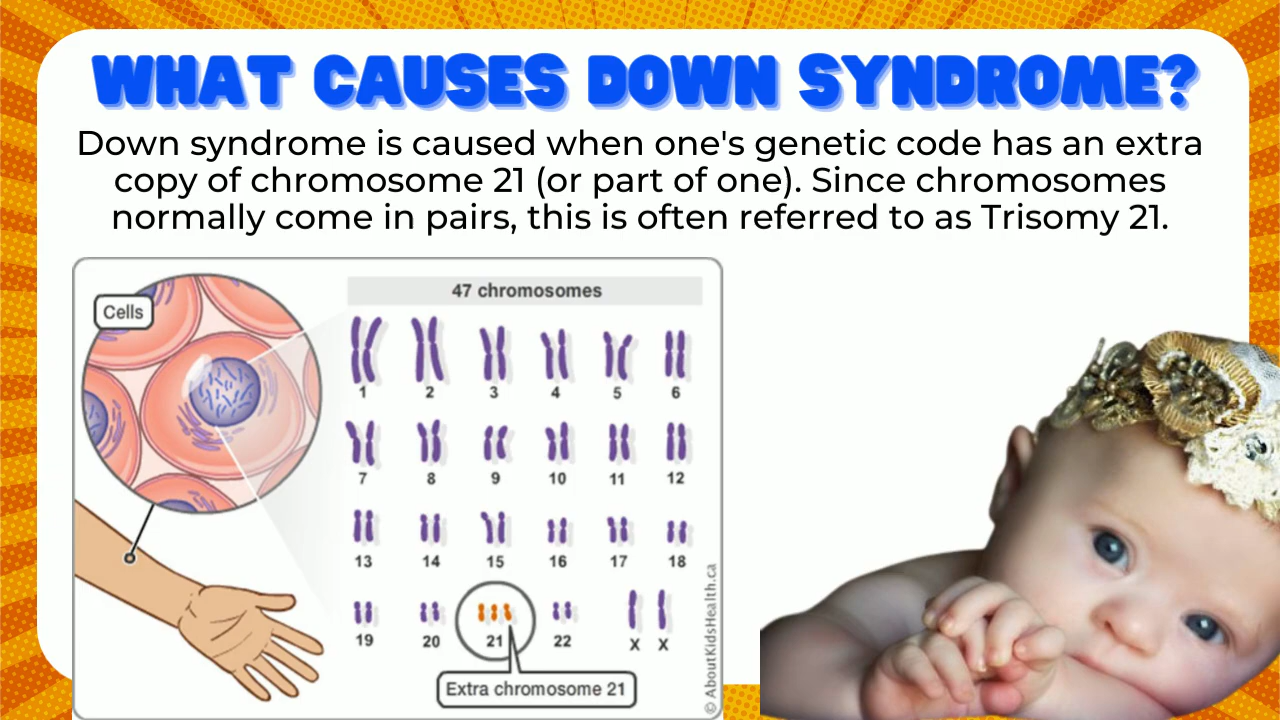 WHAT CAUSES DOWN SYNDROME?
Down syndrome is caused when one's genetic code has an extra
copy of chromosome 21 (or part of one). Since chromosomes
normally come in pairs, this is often referred to as Trisomy 21.
Cells
47 chromosomes
1 2 3 4 5 6
7 8 9 10 11 12
13 14 15 16 17 18
19 20 21 22 X X
Extra chromosome 21
© AboutKidsHealth.ca